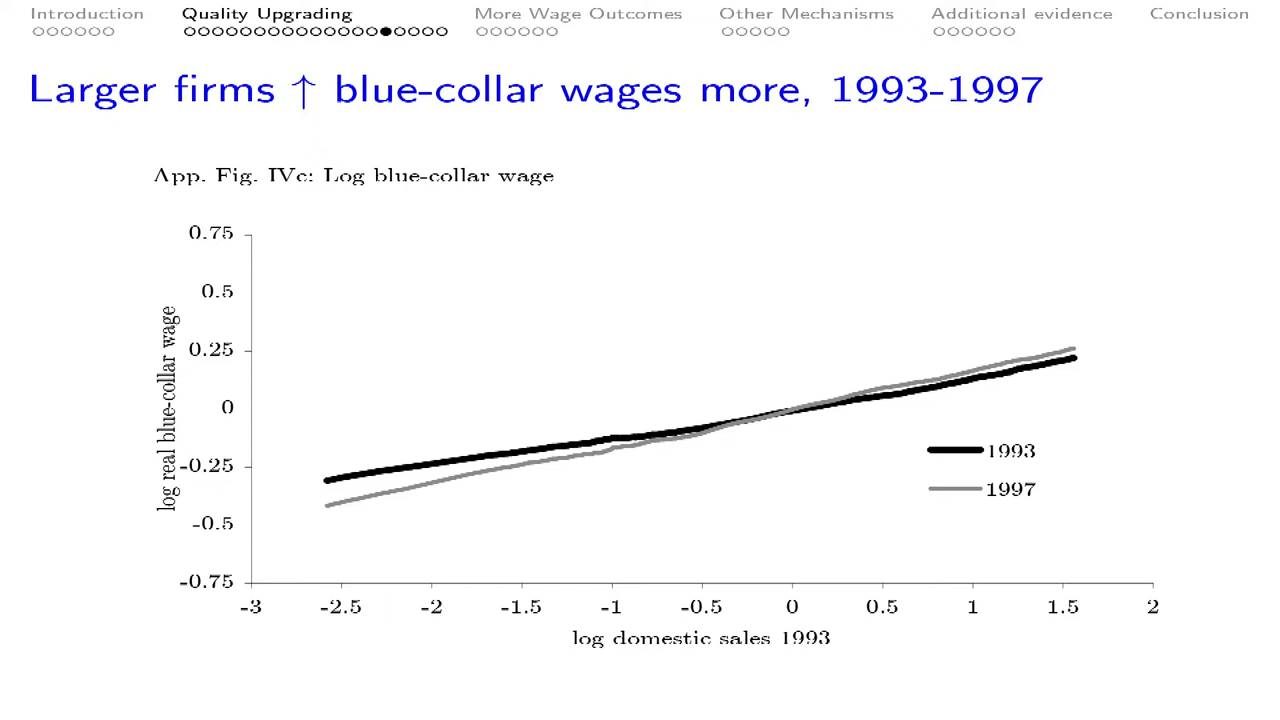 Introduction Quality Upgrading More Wage Outcomes Other Mechanisms Additional evidence Conclusion
Larger firms ↑ blue-collar wages more, 1993-1997
App. Fig. IVc: Log blue-collar wage
0.75
0.5
0.25
0
-0.25
-0.5
-0.75
log real blue-collar wage
1993
1997
-3 -2.5 -2 -1.5 -1 -0.5 0 0.5 1 1.5 2
log domestic sales 1993